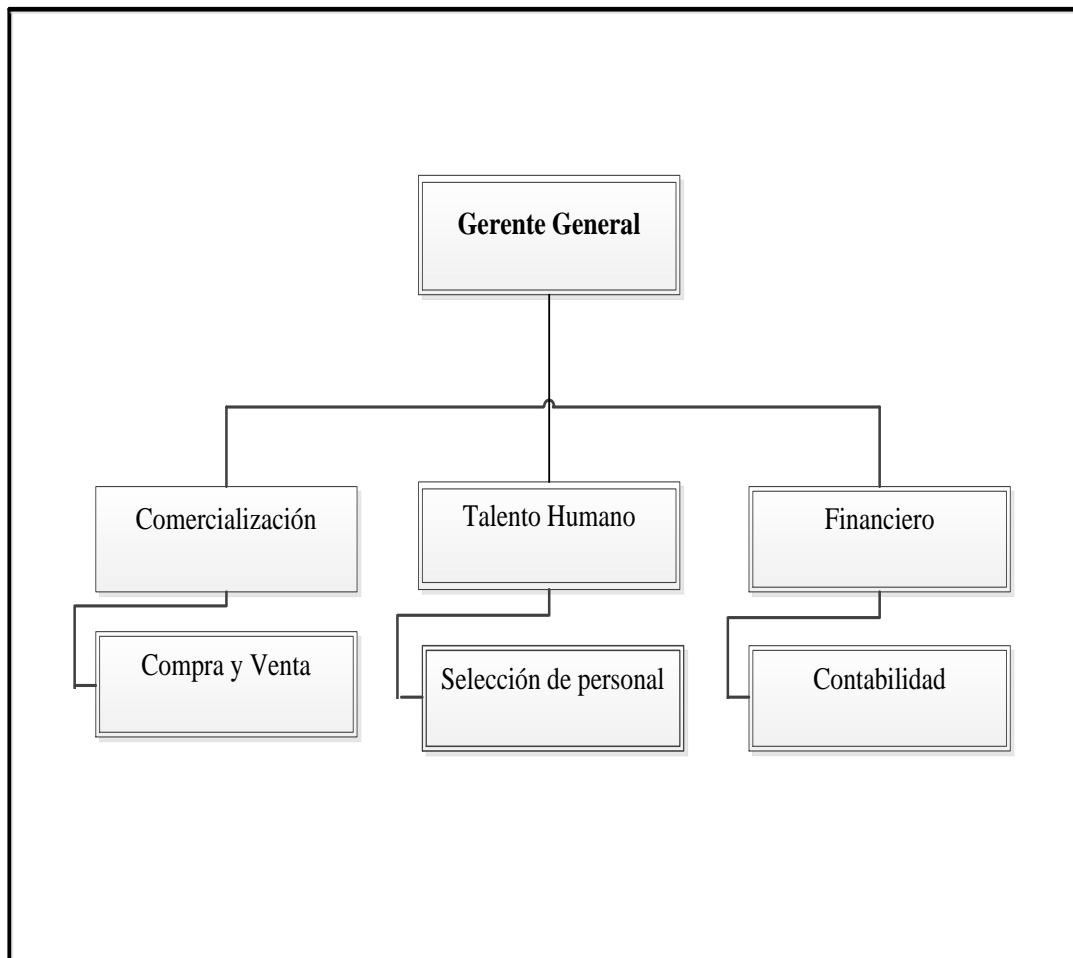 Gerente General
Comercialización
Talento Humano
Financiero
Compra y Venta
Selección de personal
Contabilidad